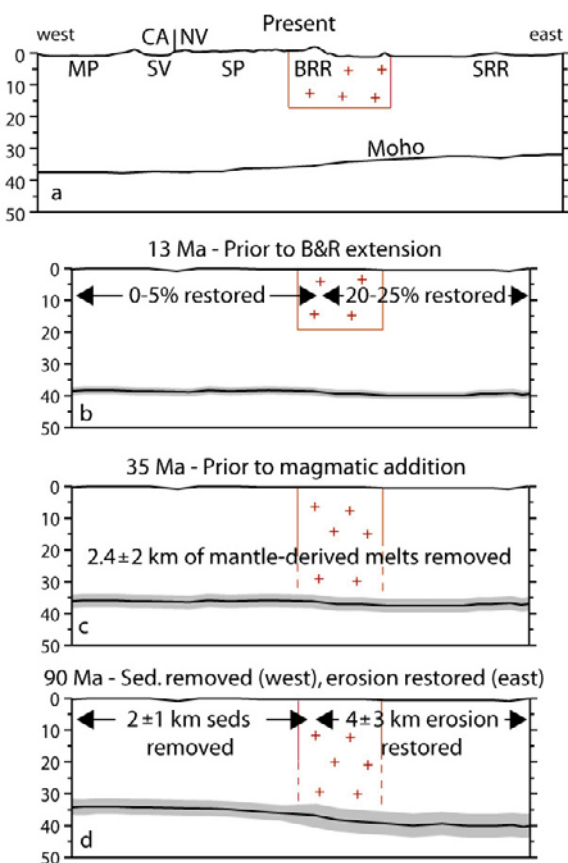 Present
west CA NV east
0 MP SV SP BRR SRR
10
20
30 Moho
40
50 a
13 Ma - Prior to B&R extension
0
10 0-5% restored 20-25% restored
20
30
40
50 b
35 Ma - Prior to magmatic addition
0
10
20 2.4±2 km of mantle-derived melts removed
30
40
50 c
90 Ma - Sed. removed (west), erosion restored (east)
0
10 2±1 km seds 4±3 km erosion
20 removed restored
30
40
50 d